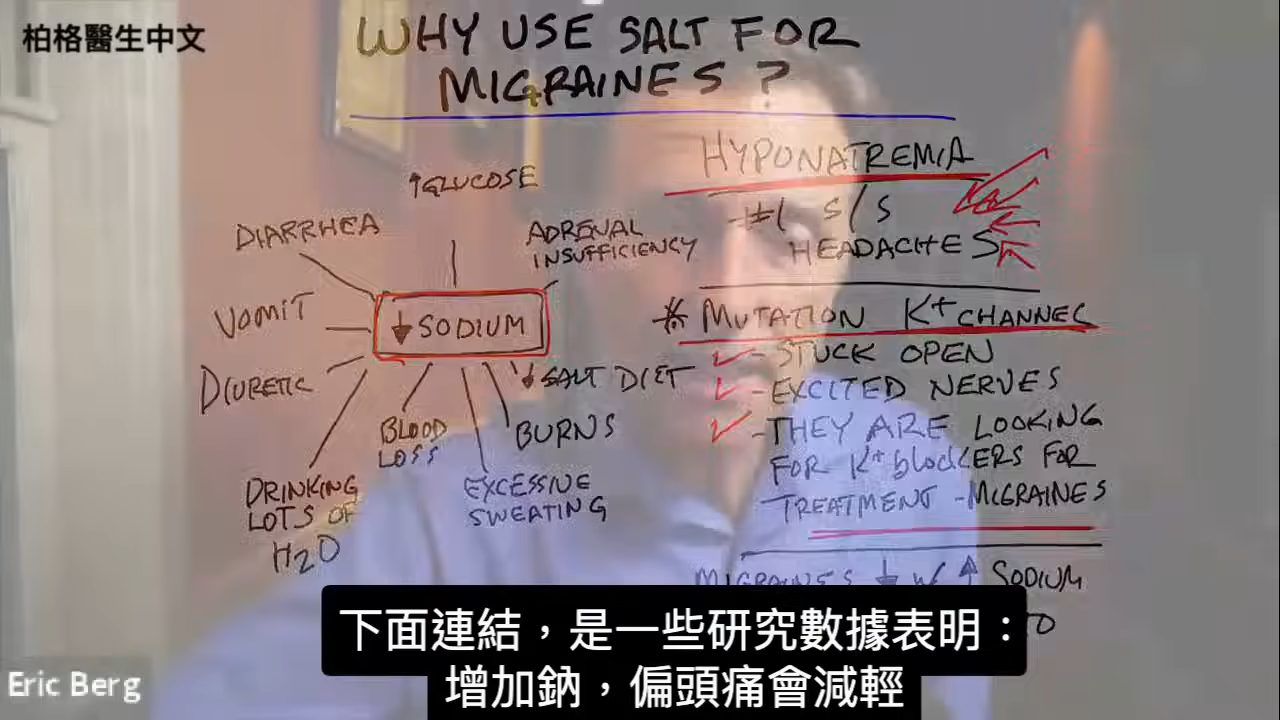 柏格醫生中文
WHY USE SALT FOR
MIGRAINES ?
↑GLUCOSE
DIARRHEA
ADRENAL
INSUFFICIENCY
VOMIT
↓ SODIUM
DIURETIC
↓ SALT DIET
BLOOD
LOSS
BURNS
DRINKING
LOTS OF
H2O
EXCESSIVE
SWEATING
HYPONATREMIA
#1 S/S
HEADACHES
* MUTATION K+ CHANNEL
- STUCK OPEN
- EXCITED NERVES
- THEY ARE LOOKING
FOR K+ blockERS FOR
TREATMENT - MIGRAINES
MIGRAINES ↓ W/ ↑ SODIUM
下面連結，是一些研究數據表明：
增加鈉，偏頭痛會減輕
Eric Berg